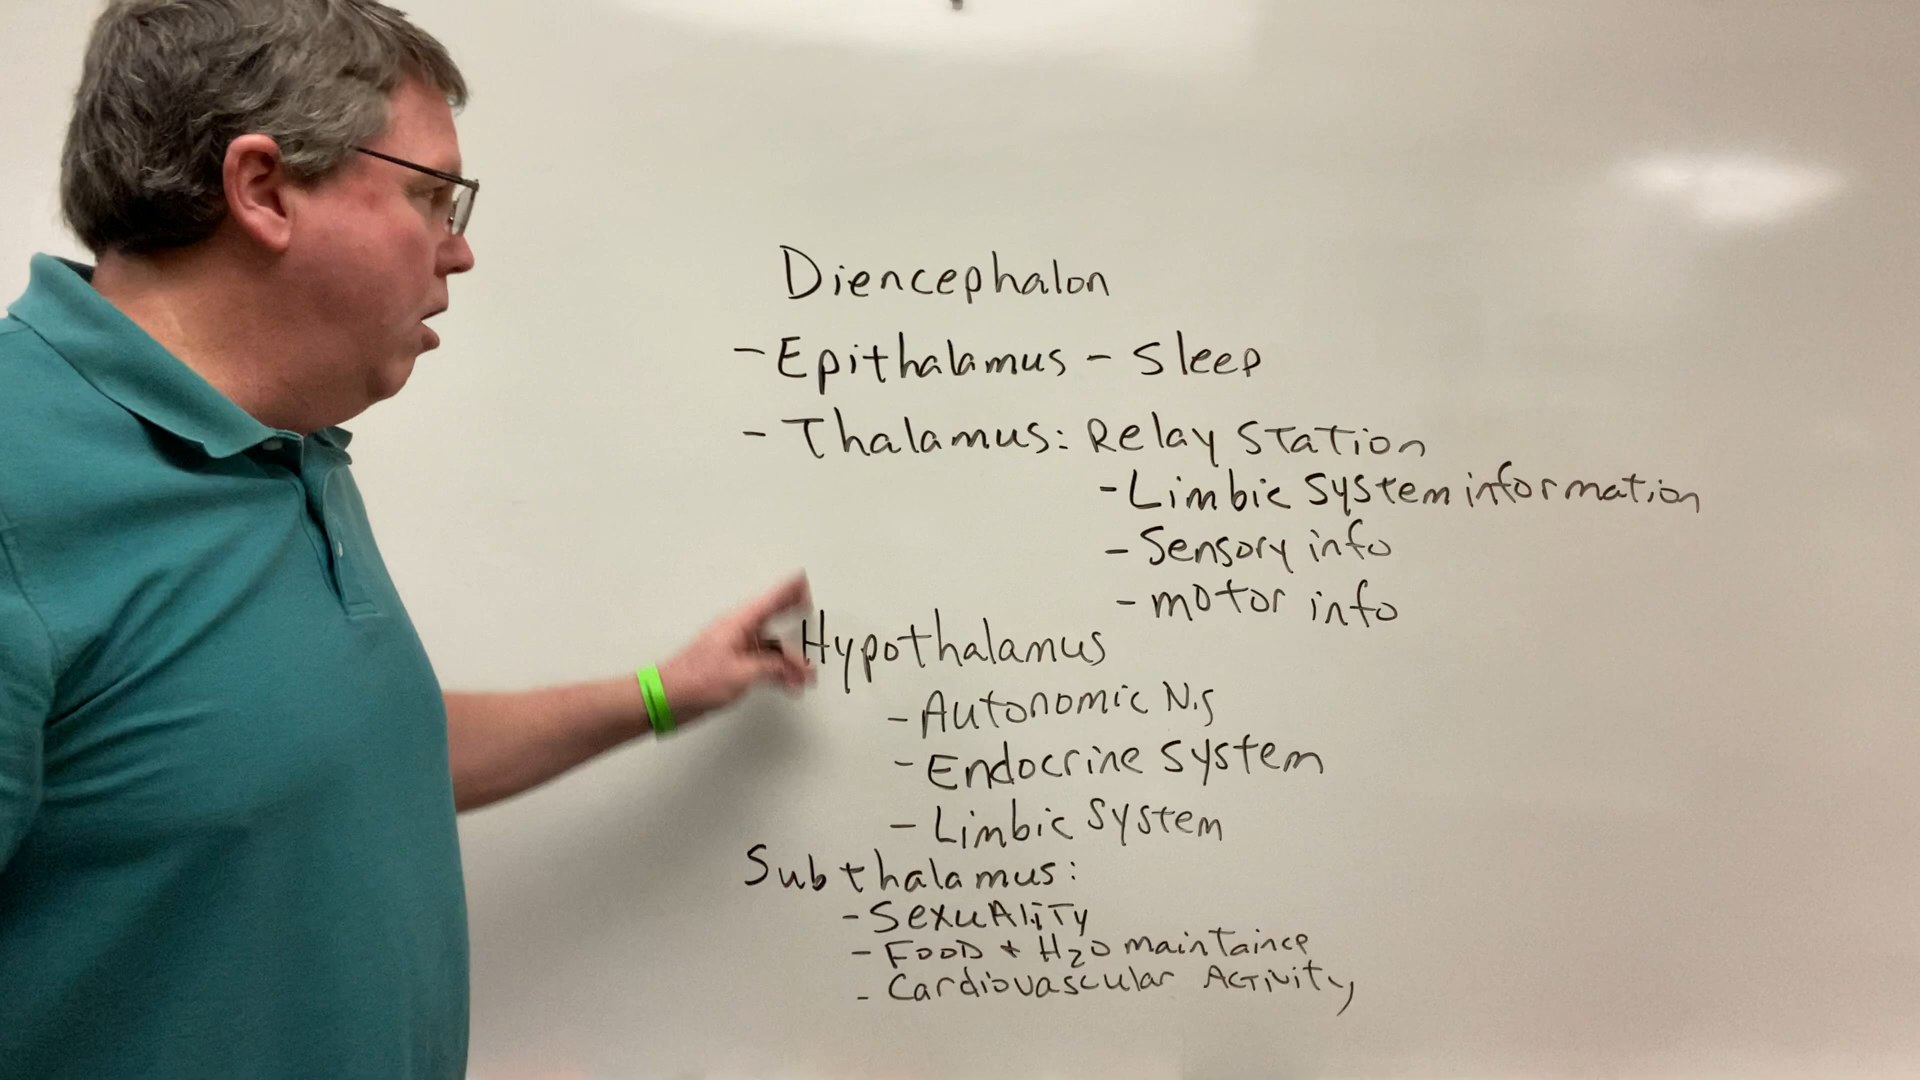 Diencephalon
- Epithalamus - Sleep
- Thalamus: Relay Station
- Limbic System information
- Sensory info
- motor info
- Hypothalamus
- Autonomic N.S
- Endocrine System
- Limbic System
Subthalamus:
- SexuAliTy
- FOOD + H2O maintaince
- Cardiovascular Activity